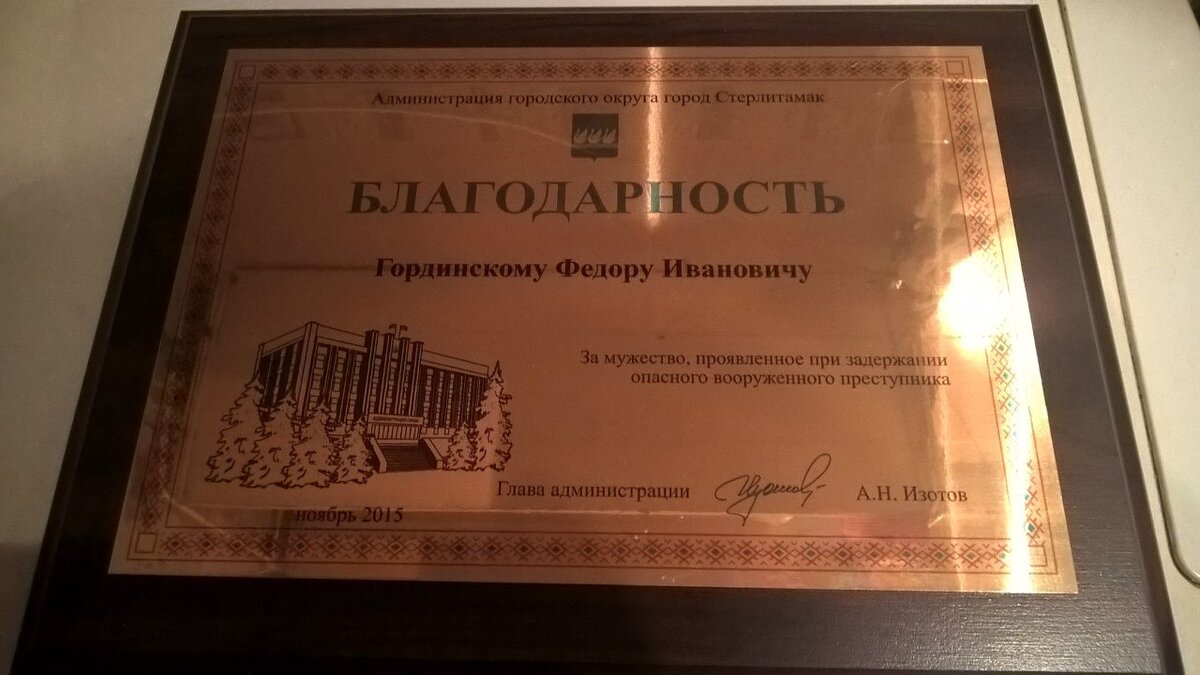 Администрация городского округа город Стерлитамак
БЛАГОДАРНОСТЬ
Гординскому Федору Ивановичу
За мужество, проявленное при задержании
опасного вооруженного преступника
Глава администрации
А.Н. Изотов
ноябрь 2015